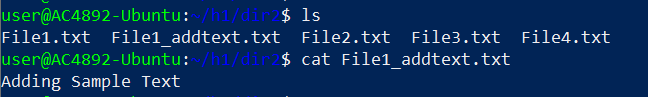 user@AC4892-Ubuntu:~/h1/dir2$ ls
File1.txt  File1_addtext.txt  File2.txt  File3.txt  File4.txt
user@AC4892-Ubuntu:~/h1/dir2$ cat File1_addtext.txt
Adding Sample Text